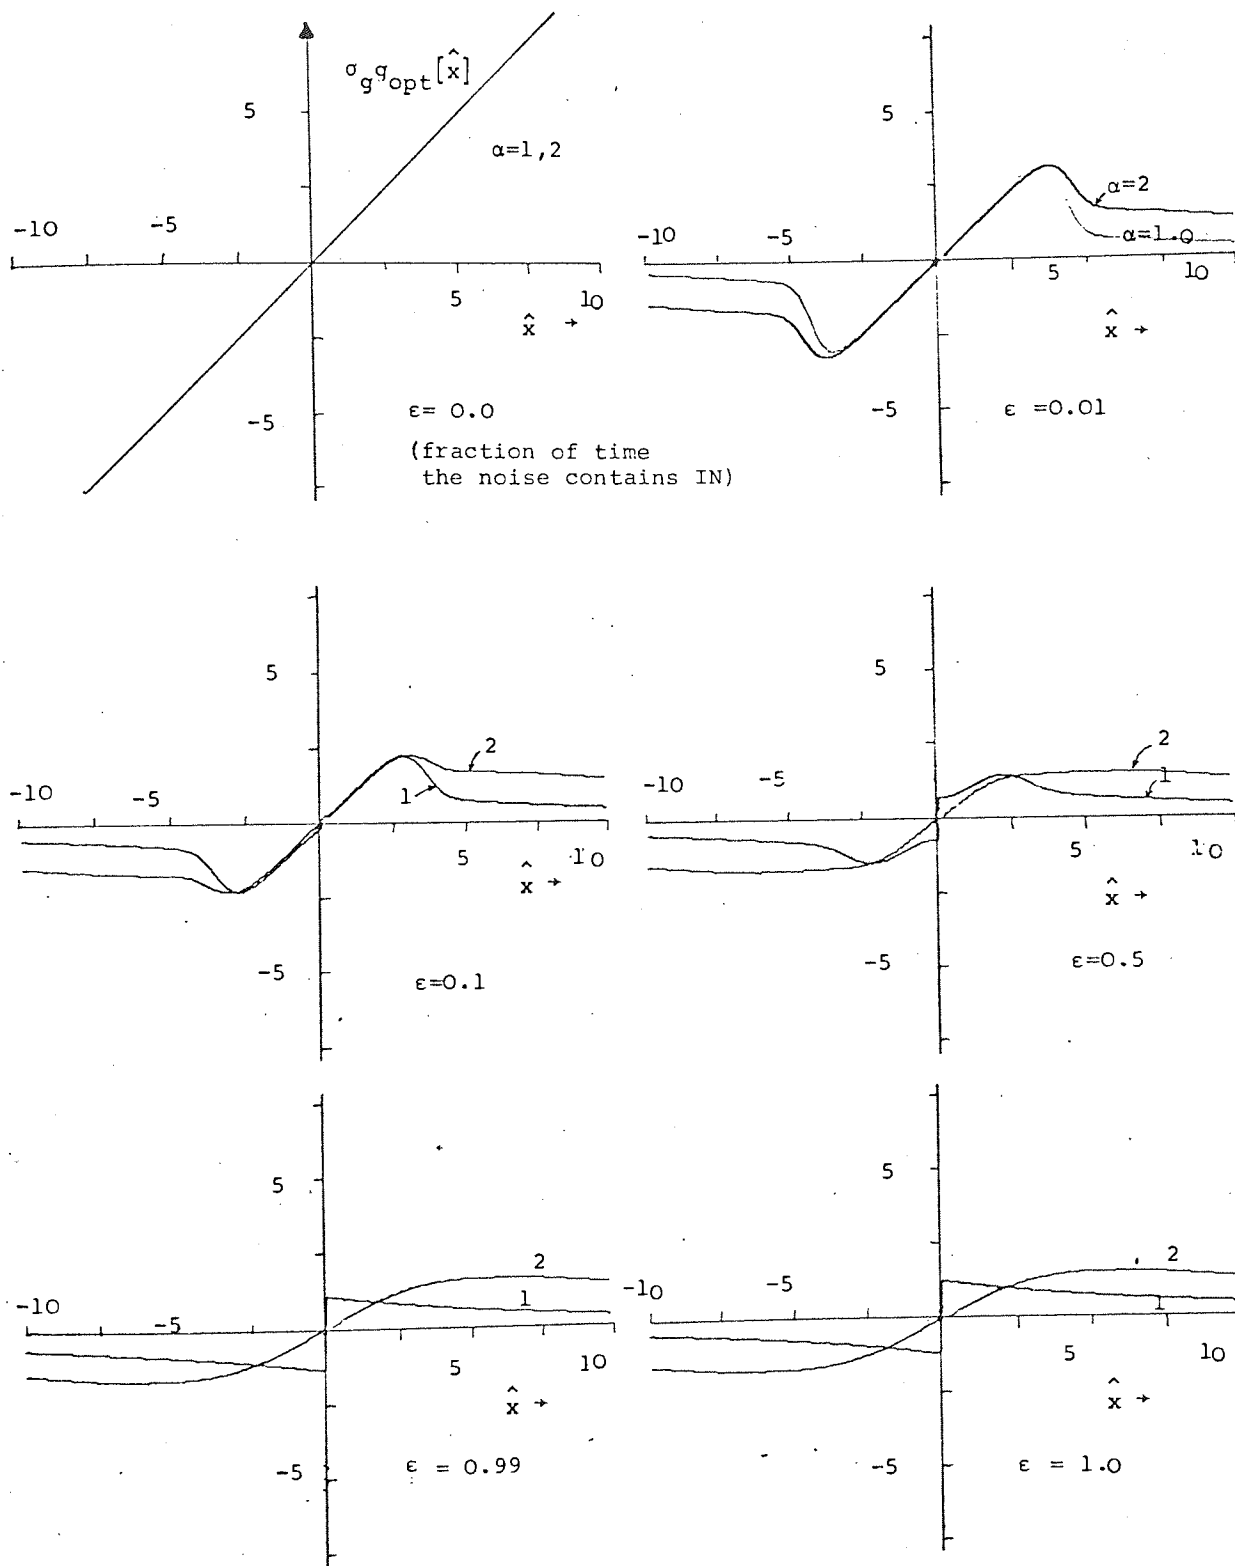 σ_g g_opt[x̂]
5
α=1,2
-10 -5
5 10
x̂ →
-5
ε= 0.0
(fraction of time
the noise contains IN)
5
α=2
α=1.0
-10 -5
5 10
x̂ →
-5
ε =0.01
5
2
1
-10 -5
5 10
x̂ →
-5
ε=0.1
5
2
1
-10 -5
5 10
x̂ →
-5
ε=0.5
5
2
1
-10 -5
5 10
x̂ →
-5
ε = 0.99
5
2
1
-10 -5
5 10
x̂ →
-5
ε = 1.0